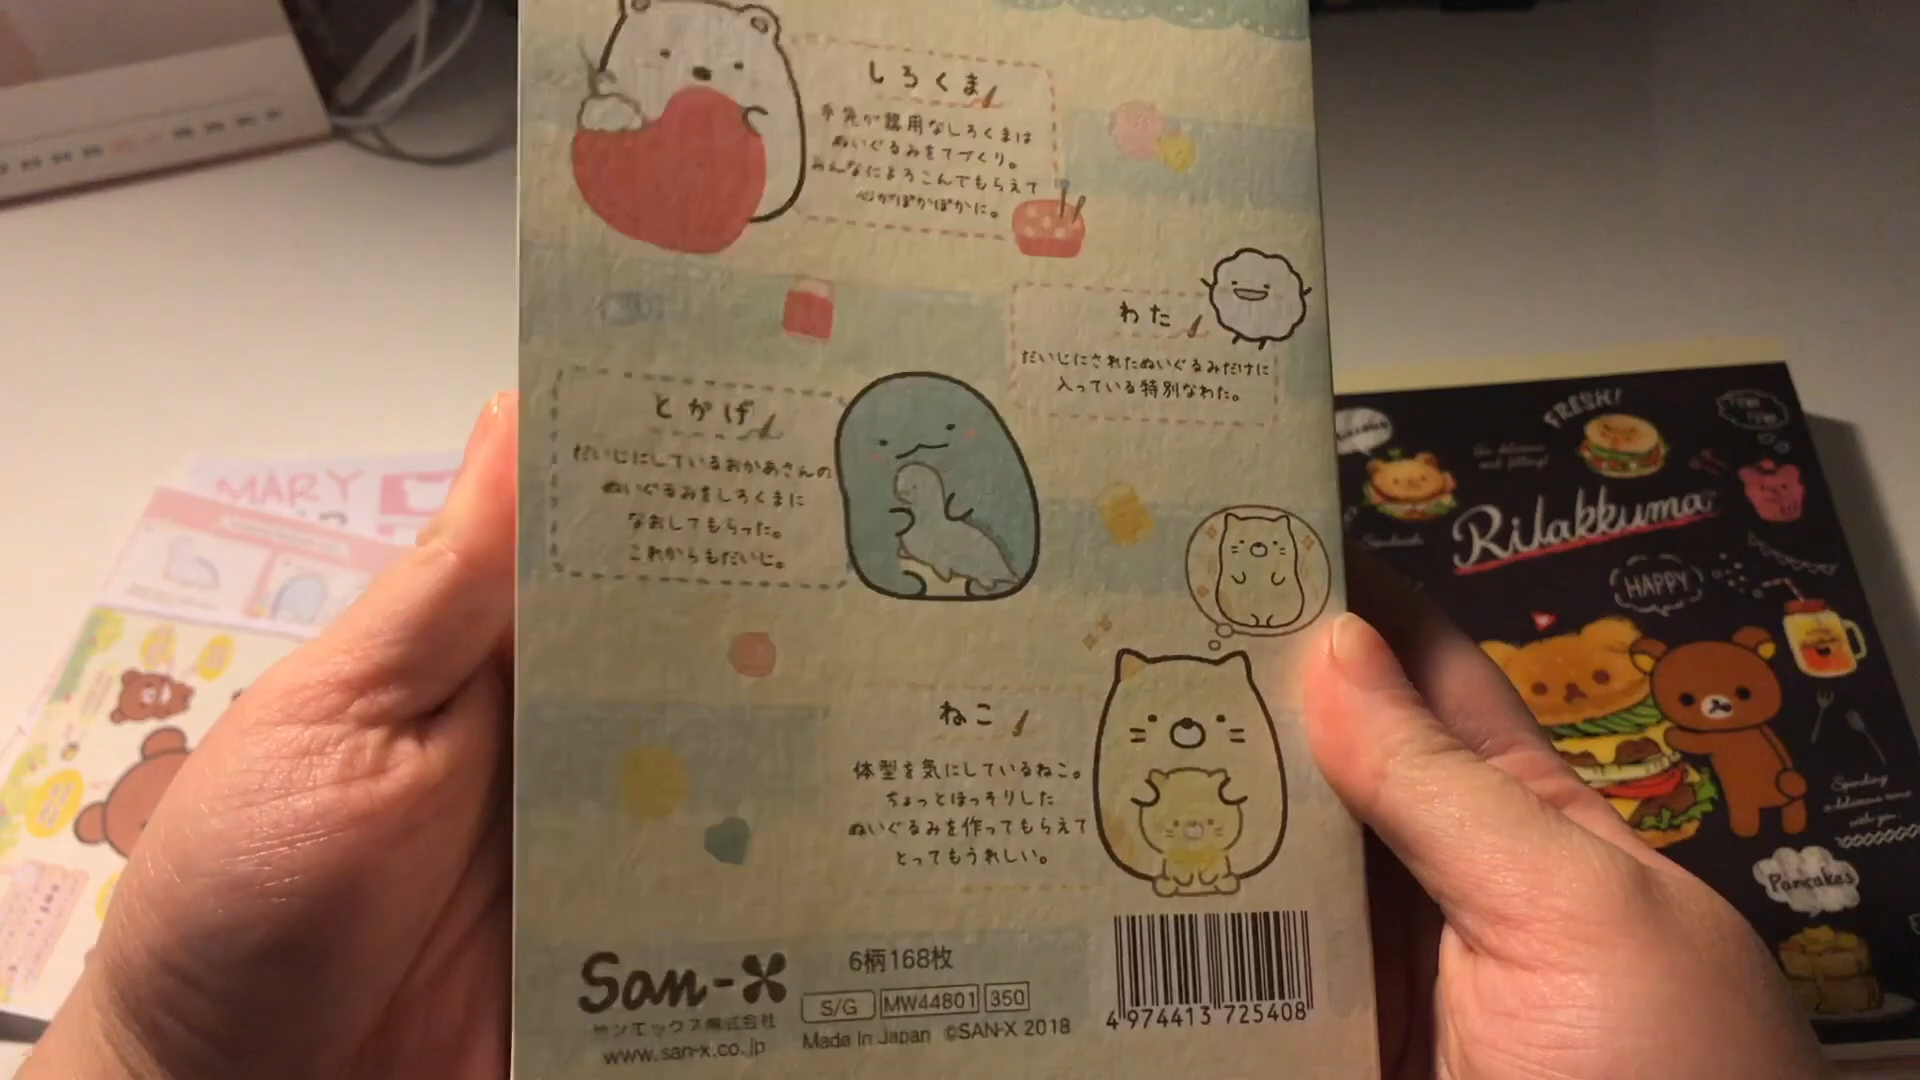 しろくま
手先が器用なしろくまは
ぬいぐるみをてづくり。
みんなによろこんでもらえて
心がぽかぽかに。
わた
だいじにされたぬいぐるみだけに
入っている特別なわた。
とかげ
だいじにしているおかあさんの
ぬいぐるみをしろくまに
なおしてもらった。
これからもだいじ。
ねこ
体型を気にしているねこ。
ちょっとほっそりした
ぬいぐるみを作ってもらえて
とってもうれしい。
San-X
サンエックス株式会社
www.san-x.co.jp
6柄168枚
S/G MW44801 350
Made in Japan ©SAN-X 2018
4 974413 725408
MARY
FRESH!
Rilakkuma
HAPPY
Spending
a delicious time
with you.
Pancakes